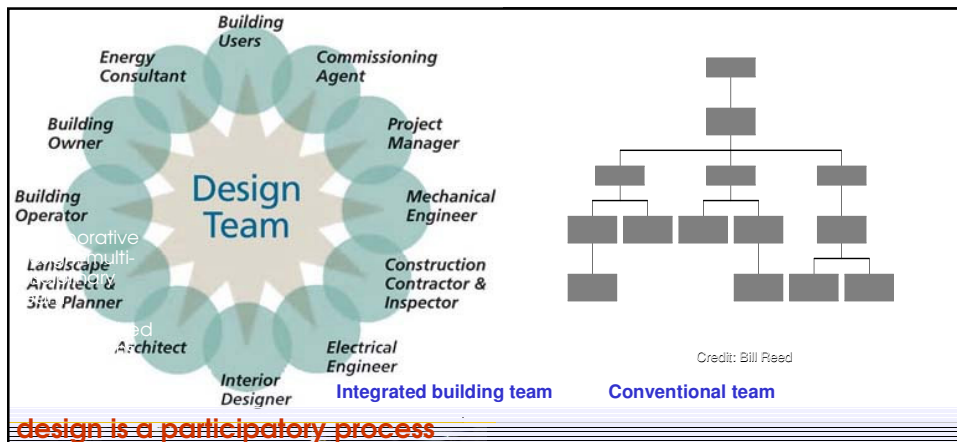 Building
Users
Energy
Consultant
Commissioning
Agent
Building
Owner
Project
Manager
Design
Team
Building
Operator
Mechanical
Engineer
Landscape
Architect &
Site Planner
Construction
Contractor &
Inspector
Architect
Electrical
Engineer
Interior
Designer
Credit: Bill Reed
Integrated building team
Conventional team
design is a participatory process